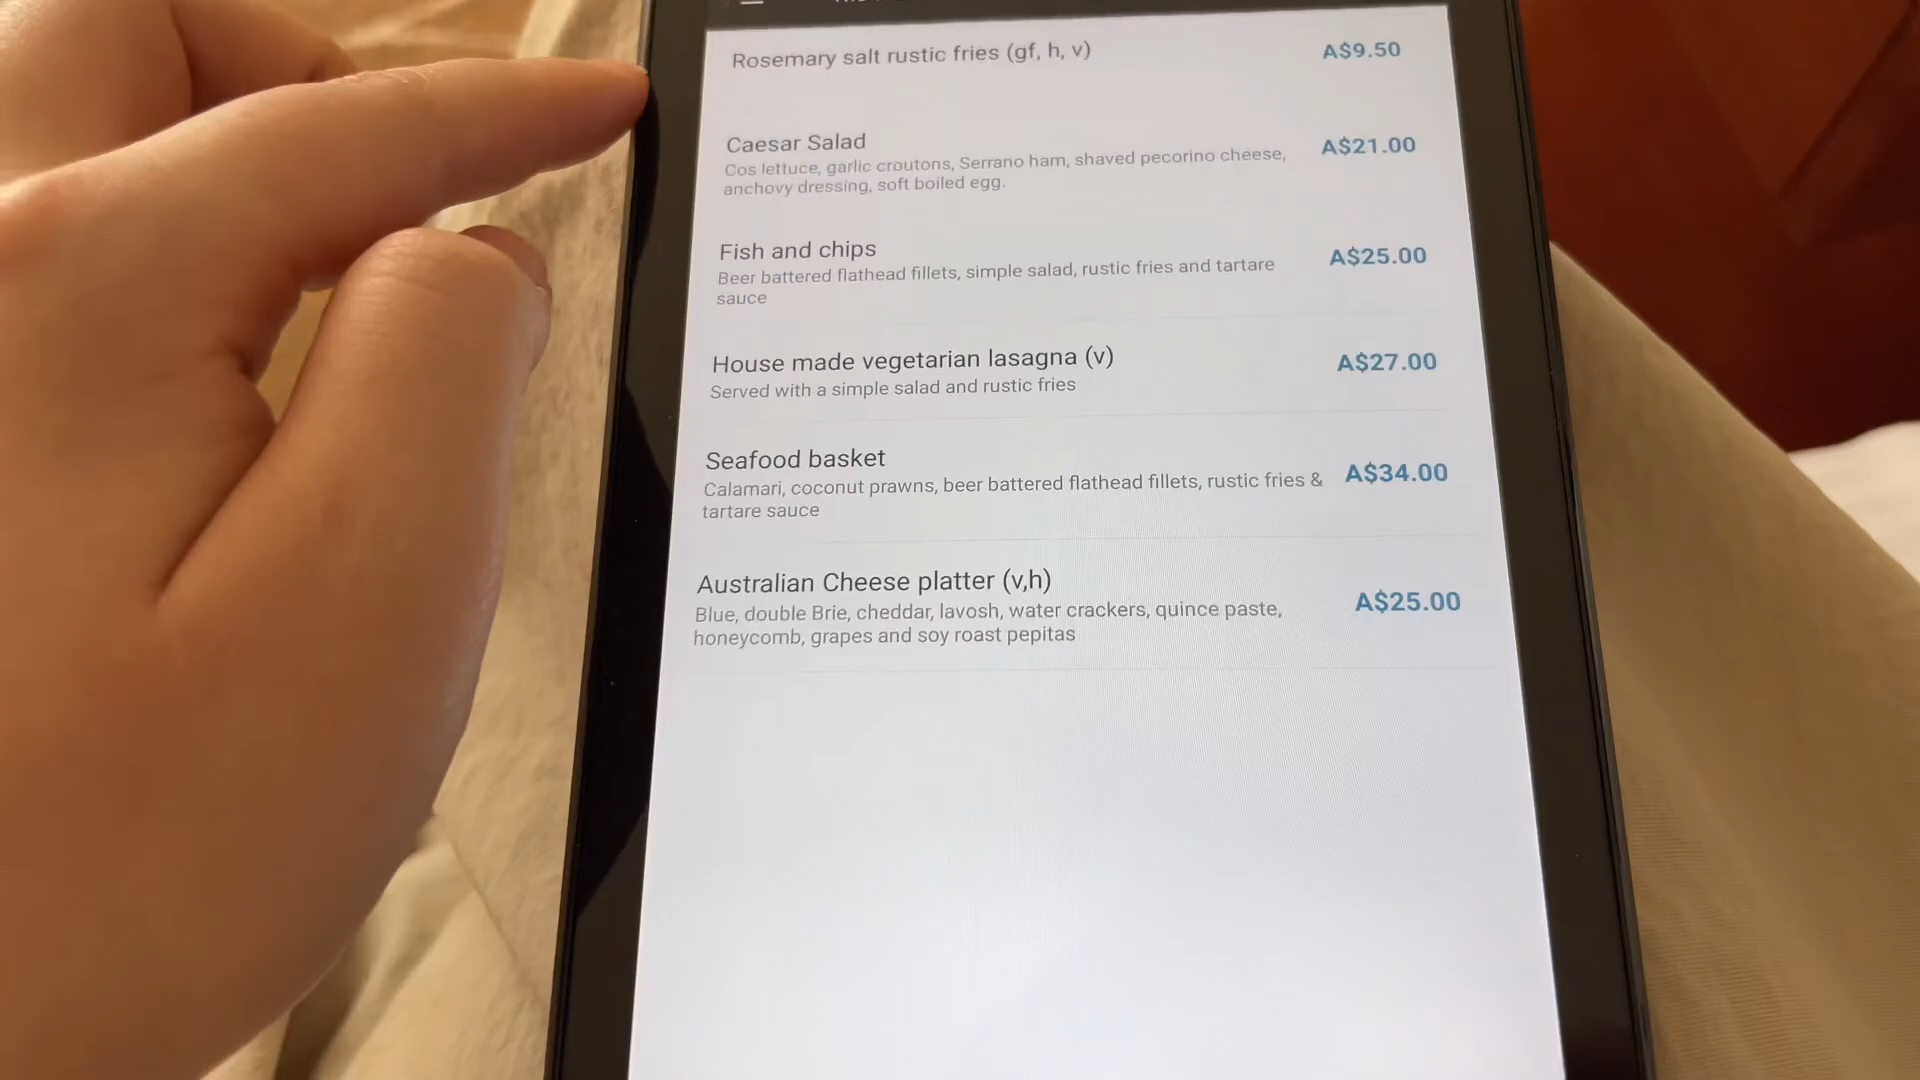 Rosemary salt rustic fries (gf, h, v)
A$9.50
Caesar Salad
A$21.00
Cos lettuce, garlic croutons, Serrano ham, shaved pecorino cheese,
anchovy dressing, soft boiled egg.
Fish and chips
A$25.00
Beer battered flathead fillets, simple salad, rustic fries and tartare
sauce
House made vegetarian lasagna (v)
A$27.00
Served with a simple salad and rustic fries
Seafood basket
A$34.00
Calamari, coconut prawns, beer battered flathead fillets, rustic fries &
tartare sauce
Australian Cheese platter (v,h)
A$25.00
Blue, double Brie, cheddar, lavosh, water crackers, quince paste,
honeycomb, grapes and soy roast pepitas